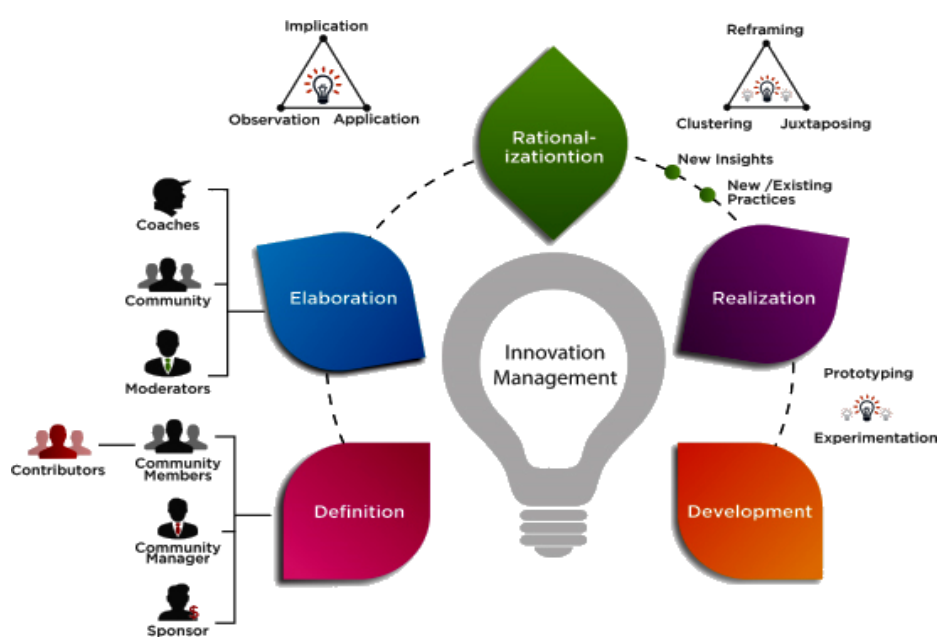 Implication
Observation Application
Reframing
Clustering Juxtaposing
Rational-
izationtion
New Insights
New /Existing
Practices
Coaches
Community
Moderators
Elaboration
Realization
Innovation
Management
Prototyping
Experimentation
Contributors
Community
Members
Community
Manager
Sponsor
$
Definition
Development